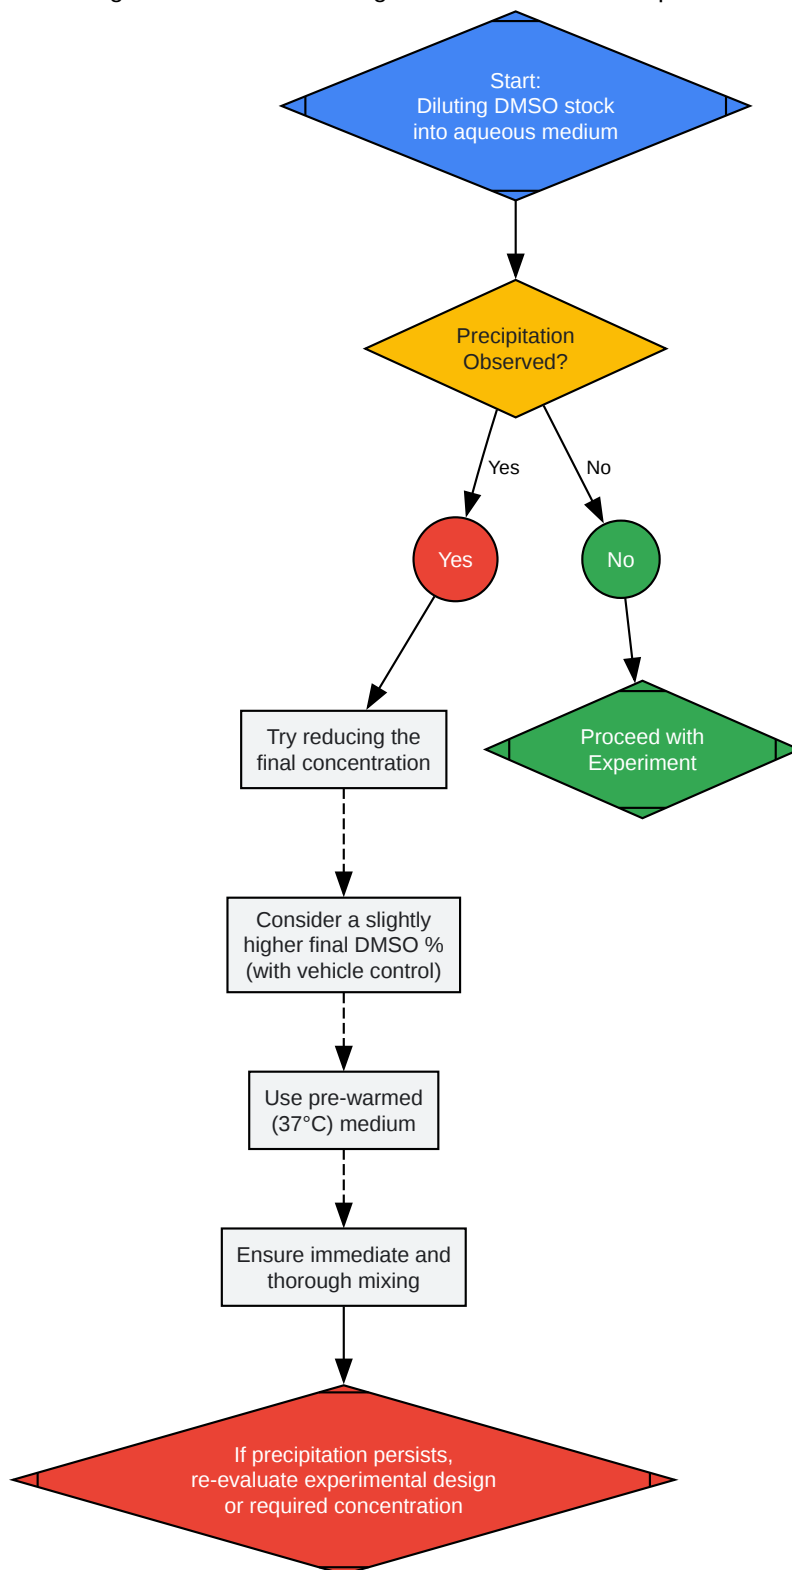 Start:
Diluting DMSO stock
into aqueous medium
Precipitation
Observed?
Yes
No
Yes
No
Try reducing the
final concentration
Proceed with
Experiment
Consider a slightly
higher final DMSO %
(with vehicle control)
Use pre-warmed
(37°C) medium
Ensure immediate and
thorough mixing
If precipitation persists,
re-evaluate experimental design
or required concentration